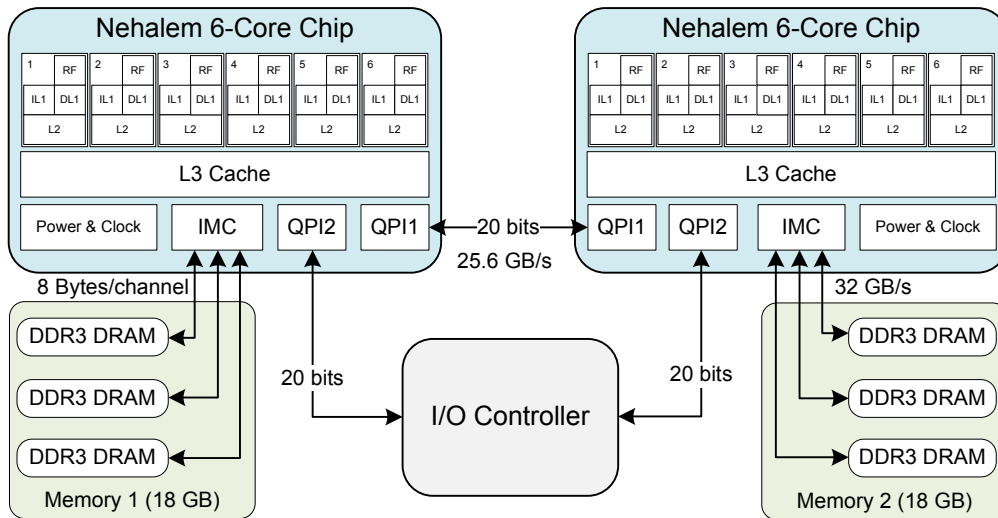 Nehalem 6-Core Chip
Nehalem 6-Core Chip
1 RF 2 RF 3 RF 4 RF 5 RF 6 RF
1 RF 2 RF 3 RF 4 RF 5 RF 6 RF
IL1 DL1 IL1 DL1 IL1 DL1 IL1 DL1 IL1 DL1 IL1 DL1
IL1 DL1 IL1 DL1 IL1 DL1 IL1 DL1 IL1 DL1 IL1 DL1
L2 L2 L2 L2 L2 L2
L2 L2 L2 L2 L2 L2
L3 Cache
L3 Cache
Power & Clock IMC QPI2 QPI1
20 bits
QPI1 QPI2 IMC Power & Clock
25.6 GB/s
8 Bytes/channel
32 GB/s
DDR3 DRAM
DDR3 DRAM
DDR3 DRAM
Memory 1 (18 GB)
20 bits
I/O Controller
20 bits
DDR3 DRAM
DDR3 DRAM
DDR3 DRAM
Memory 2 (18 GB)